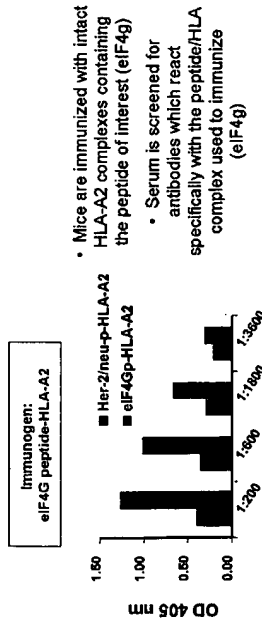 Immunogen:
eIF4G peptide-HLA-A2
• Mice are immunized with intact
HLA-A2 complexes containing
the peptide of interest (eIF4g)
• Serum is screened for
antibodies which react
specifically with the peptide/HLA
complex used to immunize
(eIF4g)
■ Her-2/neu-p-HLA-A2
■ eIF4Gp-HLA-A2
OD 405 nm
1.50
1.00
0.50
0.00
1:200
1:600
1:1800
1:3600